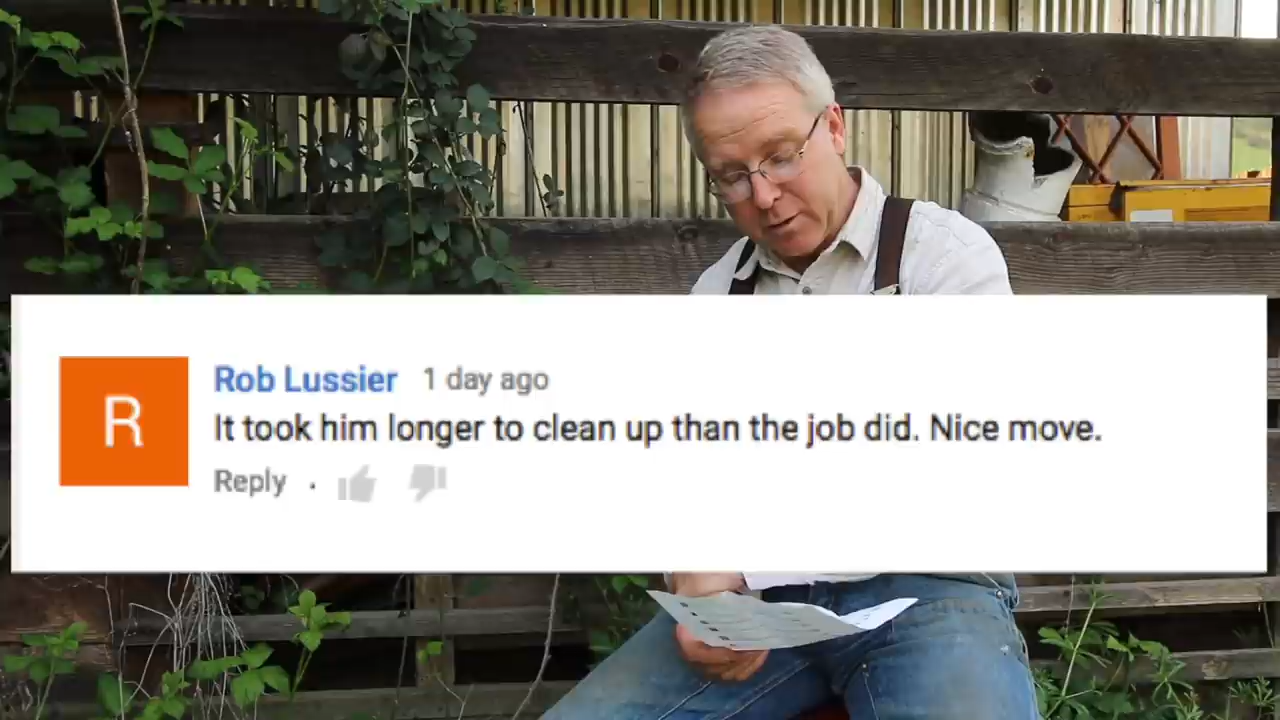 R
Rob Lussier 1 day ago
It took him longer to clean up than the job did. Nice move.
Reply .